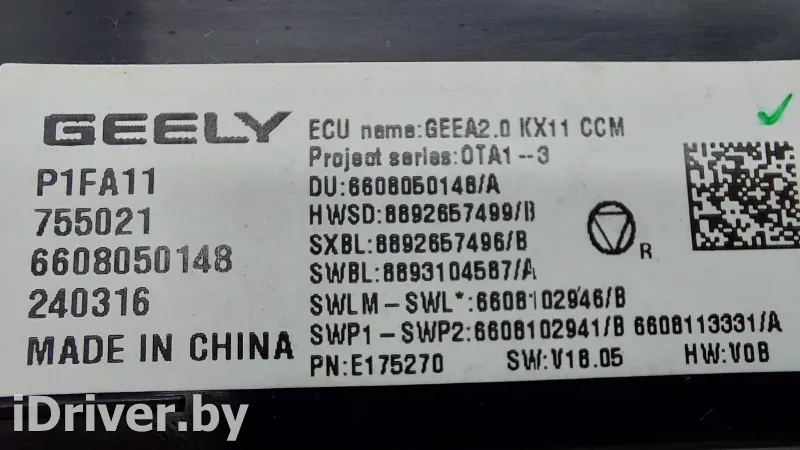 GEELY
P1FA11
755021
6608050148
240316
MADE IN CHINA
ECU name:GEEA2.0 KX11 CCM
Project series:OTA1--3
DU:6608050148/A
HWSD:8892657499/B
SXBL:8892657496/B
SWBL:8893104587/A
SWLM-SWL*:6608102946/B
SWP1-SWP2:6608102941/B 6608113331/A
PN:E175270 SW:V18.05 HW:V0B
R
iDriver.by